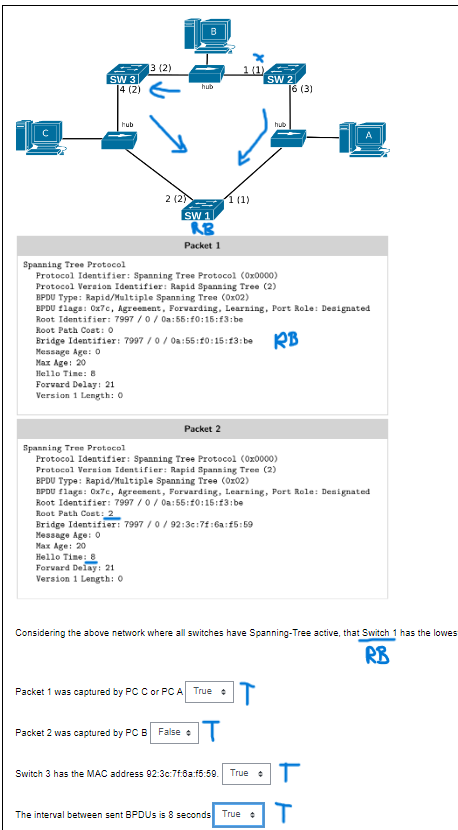 B
3 (2)
1 (1)
x
SW 3
hub
SW 2
4 (2)
6 (3)
hub
hub
C
A
2 (2)
1 (1)
SW 1
RB
Packet 1
Spanning Tree Protocol
Protocol Identifier: Spanning Tree Protocol (0x0000)
Protocol Version Identifier: Rapid Spanning Tree (2)
BPDU Type: Rapid/Multiple Spanning Tree (0x02)
BPDU flags: 0x7c, Agreement, Forwarding, Learning, Port Role: Designated
Root Identifier: 7997 / 0 / 0a:55:f0:15:f3:be
Root Path Cost: 0
Bridge Identifier: 7997 / 0 / 0a:55:f0:15:f3:be RB
Message Age: 0
Max Age: 20
Hello Time: 8
Forward Delay: 21
Version 1 Length: 0
Packet 2
Spanning Tree Protocol
Protocol Identifier: Spanning Tree Protocol (0x0000)
Protocol Version Identifier: Rapid Spanning Tree (2)
BPDU Type: Rapid/Multiple Spanning Tree (0x02)
BPDU flags: 0x7c, Agreement, Forwarding, Learning, Port Role: Designated
Root Identifier: 7997 / 0 / 0a:55:f0:15:f3:be
Root Path Cost: 2
Bridge Identifier: 7997 / 0 / 92:3c:7f:6a:f5:59
Message Age: 0
Max Age: 20
Hello Time: 8
Forward Delay: 21
Version 1 Length: 0
Considering the above network where all switches have Spanning-Tree active, that Switch 1 has the lowes
RB
Packet 1 was captured by PC C or PC A True T
Packet 2 was captured by PC B False T
Switch 3 has the MAC address 92:3c:7f:6a:f5:59. True T
The interval between sent BPDUs is 8 seconds True T